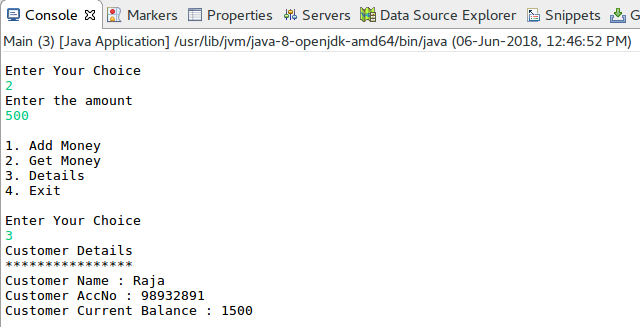 Console Markers Properties Servers Data Source Explorer Snippets G
Main (3) [Java Application] /usr/lib/jvm/java-8-openjdk-amd64/bin/java (06-Jun-2018, 12:46:52 PM)
Enter Your Choice
2
Enter the amount
500
1. Add Money
2. Get Money
3. Details
4. Exit
Enter Your Choice
3
Customer Details
****************
Customer Name : Raja
Customer AccNo : 98932891
Customer Current Balance : 1500